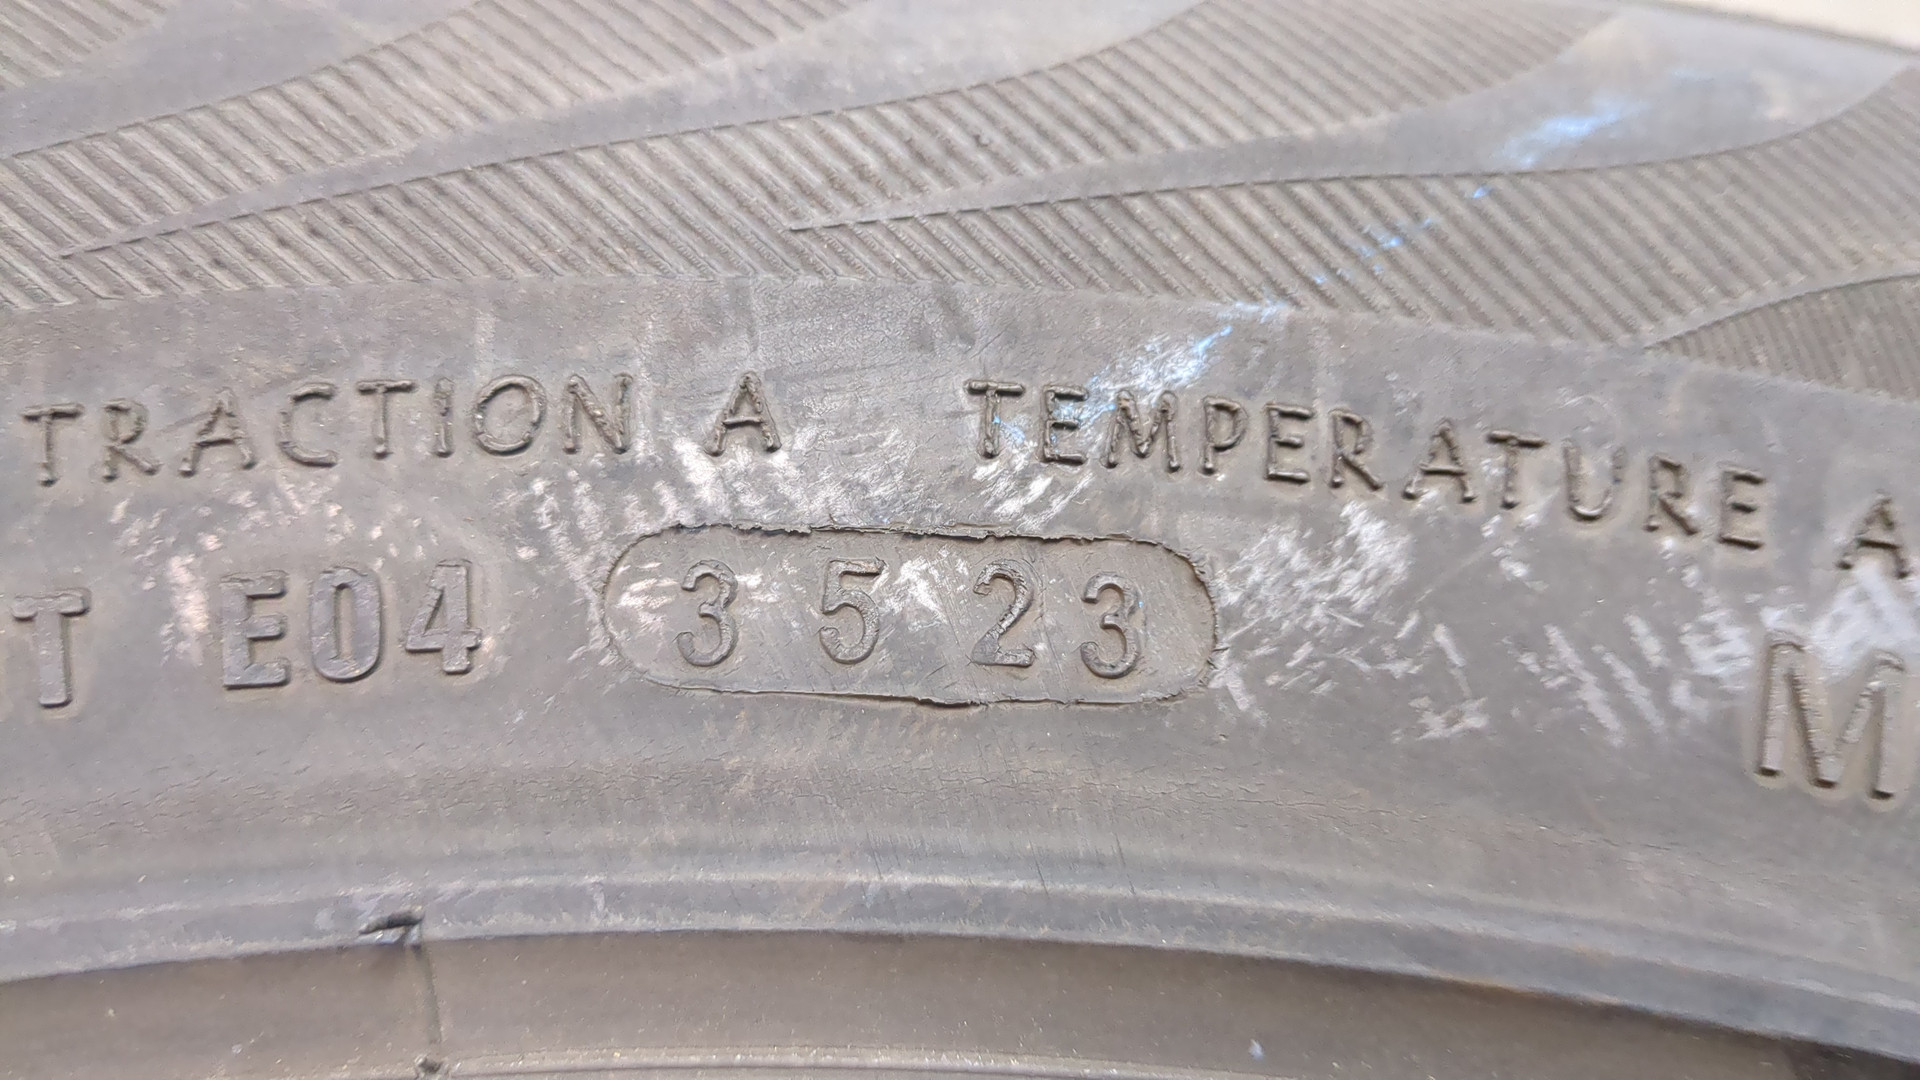 TRACTION A TEMPERATURE A
T E04 3523 M